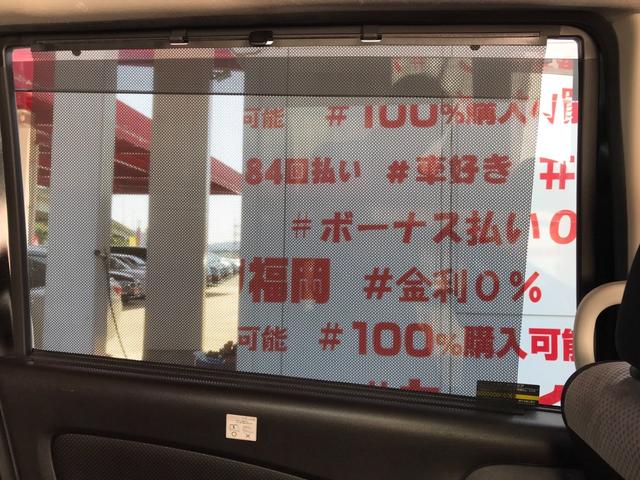 可能 #100%購入可
84回払い #車好き #
#ボーナス払い0
福岡 #金利0%
可能 #100%購入可能